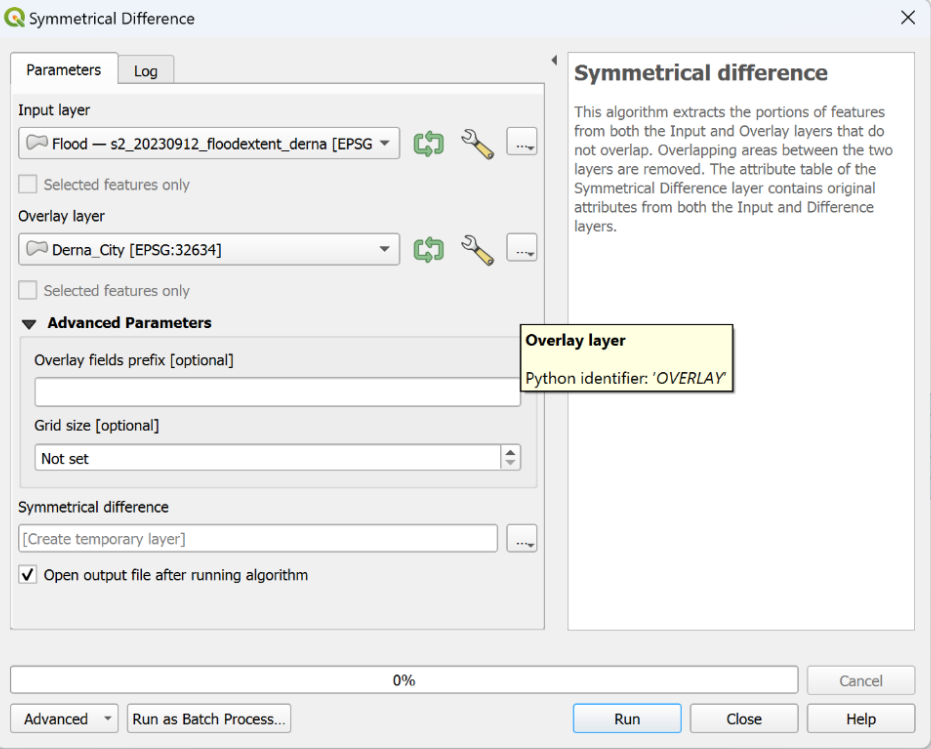 Symmetrical Difference
Parameters
Log
Input layer
Flood — s2_20230912_floodextent_derna [EPSG
...
Selected features only
Overlay layer
Derna_City [EPSG:32634]
...
Selected features only
Advanced Parameters
Overlay fields prefix [optional]
Grid size [optional]
Not set
Symmetrical difference
[Create temporary layer]
...
Open output file after running algorithm
Symmetrical difference
This algorithm extracts the portions of features
from both the Input and Overlay layers that do
not overlap. Overlapping areas between the two
layers are removed. The attribute table of the
Symmetrical Difference layer contains original
attributes from both the Input and Difference
layers.
Overlay layer
Python identifier: 'OVERLAY'
0%
Cancel
Advanced
Run as Batch Process...
Run
Close
Help